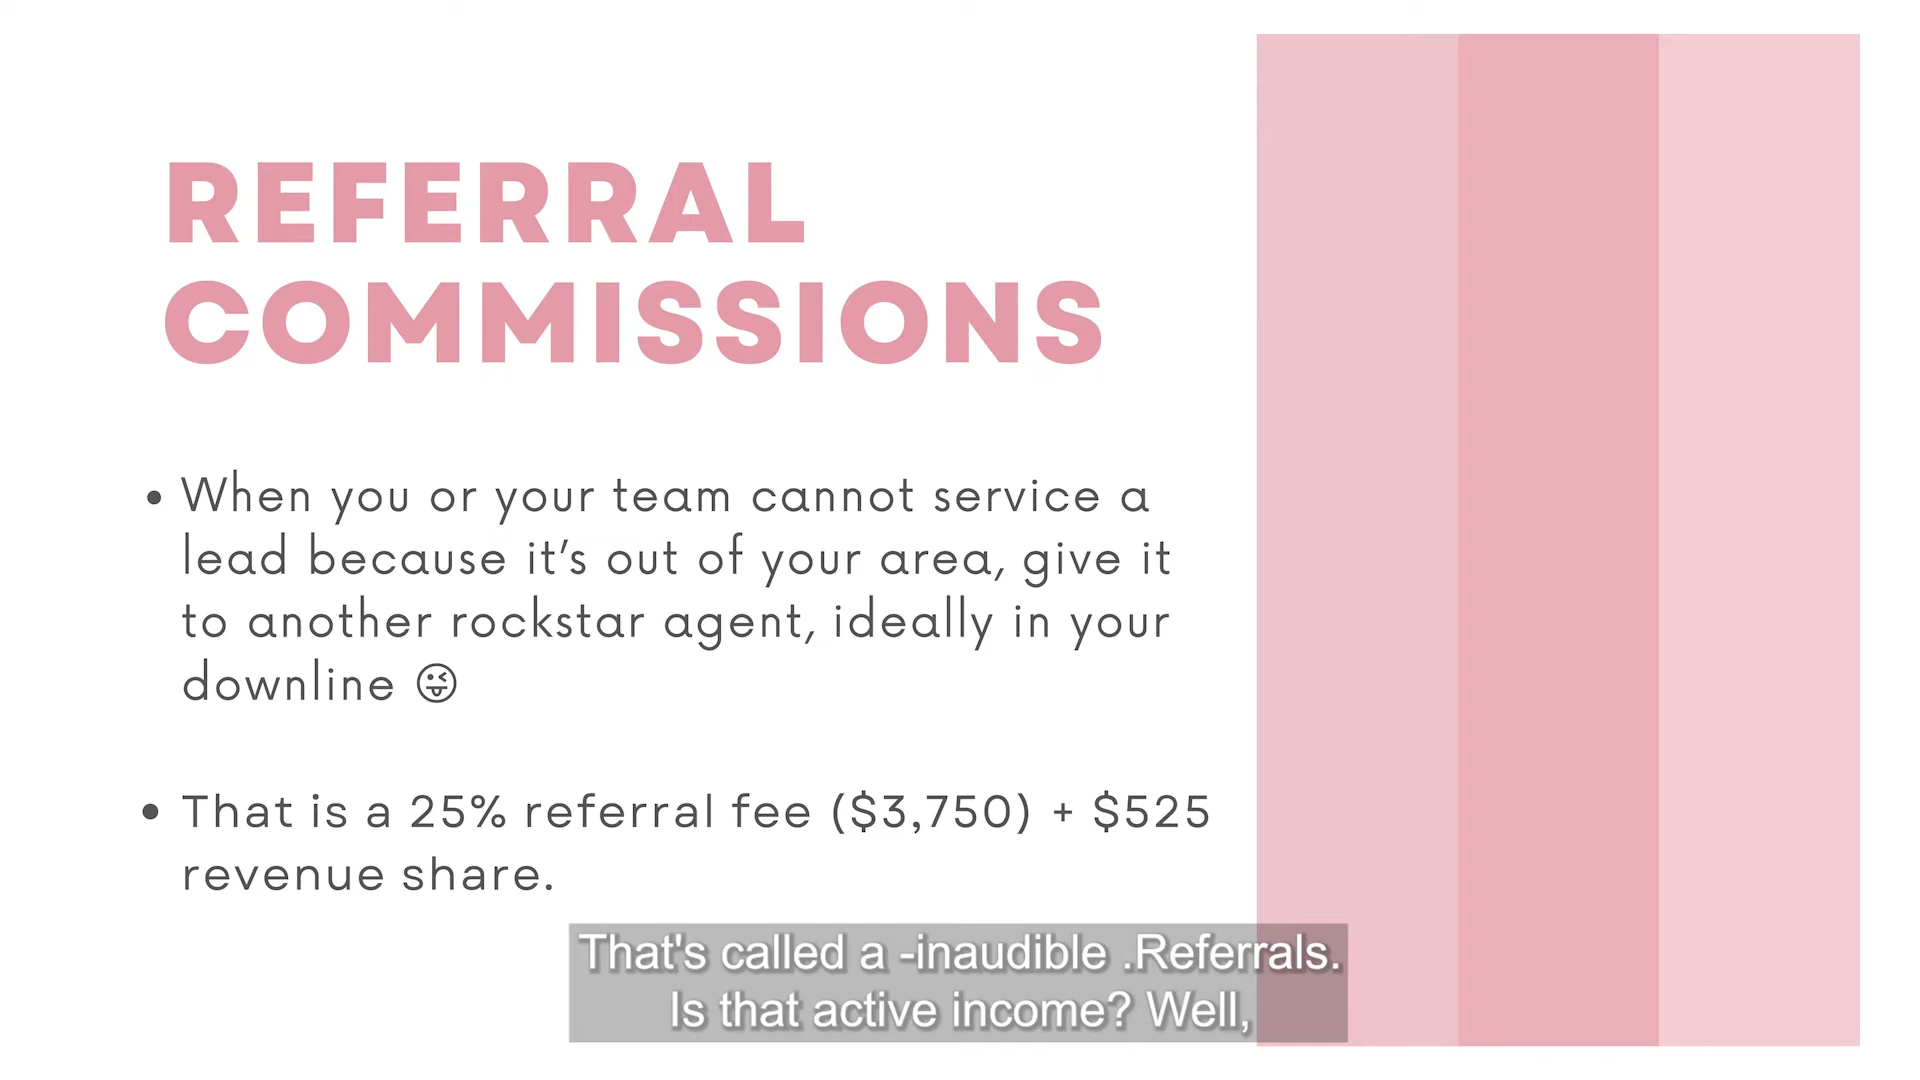 REFERRAL
COMMISSIONS
• When you or your team cannot service a
lead because it’s out of your area, give it
to another rockstar agent, ideally in your
downline 😜
• That is a 25% referral fee ($3,750) + $525
revenue share.
That's called a -inaudible .Referrals.
Is that active income? Well,